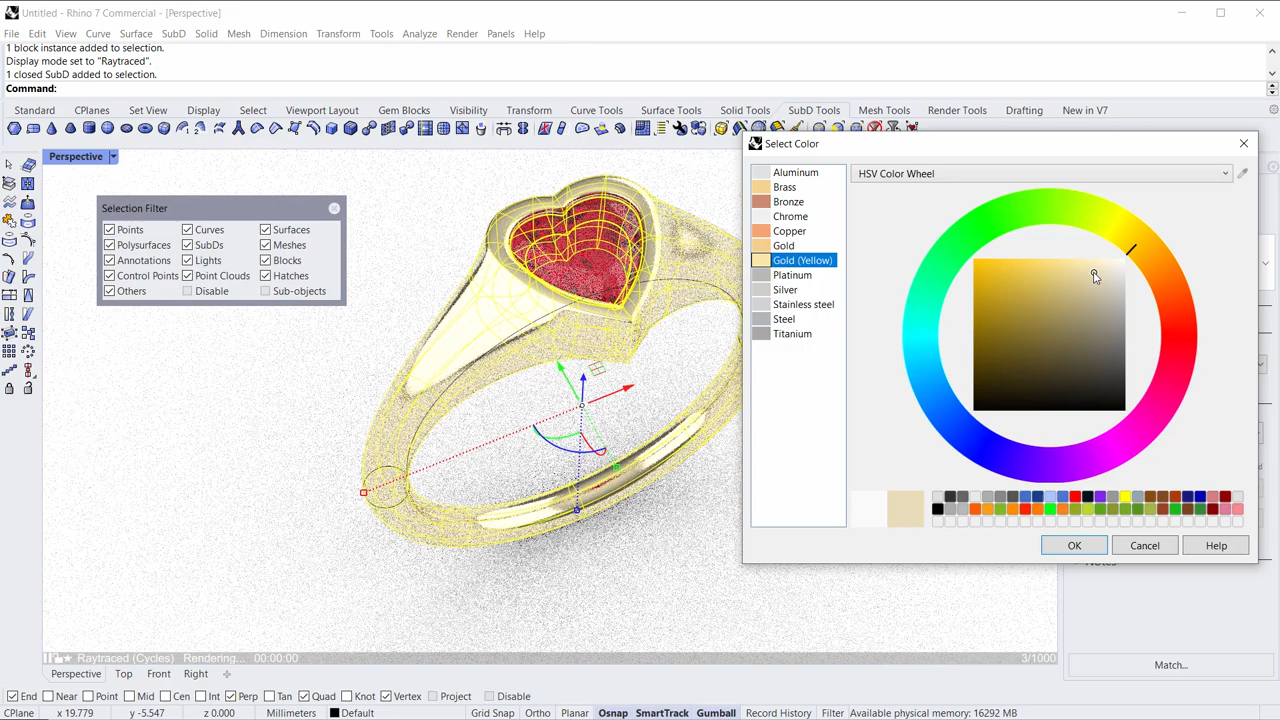 Untitled - Rhino 7 Commercial - [Perspective]
File Edit View Curve Surface SubD Solid Mesh Dimension Transform Tools Analyze Render Panels Help
1 block instance added to selection.
Display mode set to "Raytraced".
1 closed SubD added to selection.
Command:
Standard CPlanes Set View Display Select Viewport Layout Gem Blocks Visibility Transform Curve Tools Surface Tools Solid Tools SubD Tools Mesh Tools Render Tools Drafting New in V7
Perspective
Selection Filter
Points Curves Surfaces
Polysurfaces SubDs Meshes
Annotations Lights Blocks
Control Points Point Clouds Hatches
Others Disable Sub-objects
Select Color
Aluminum
Brass
Bronze
Chrome
Copper
Gold
Gold (Yellow)
Platinum
Silver
Stainless steel
Steel
Titanium
HSV Color Wheel
OK Cancel Help
Notes
Match...
Raytraced (Cycles) Rendering... 00:00:00 3/1000
Perspective Top Front Right
End Near Point Mid Cen Int Perp Tan Quad Knot Vertex Project Disable
CPlane x 19.779 y -5.547 z 0.000 Millimeters Default Grid Snap Ortho Planar Osnap SmartTrack Gumball Record History Filter Available physical memory: 16292 MB